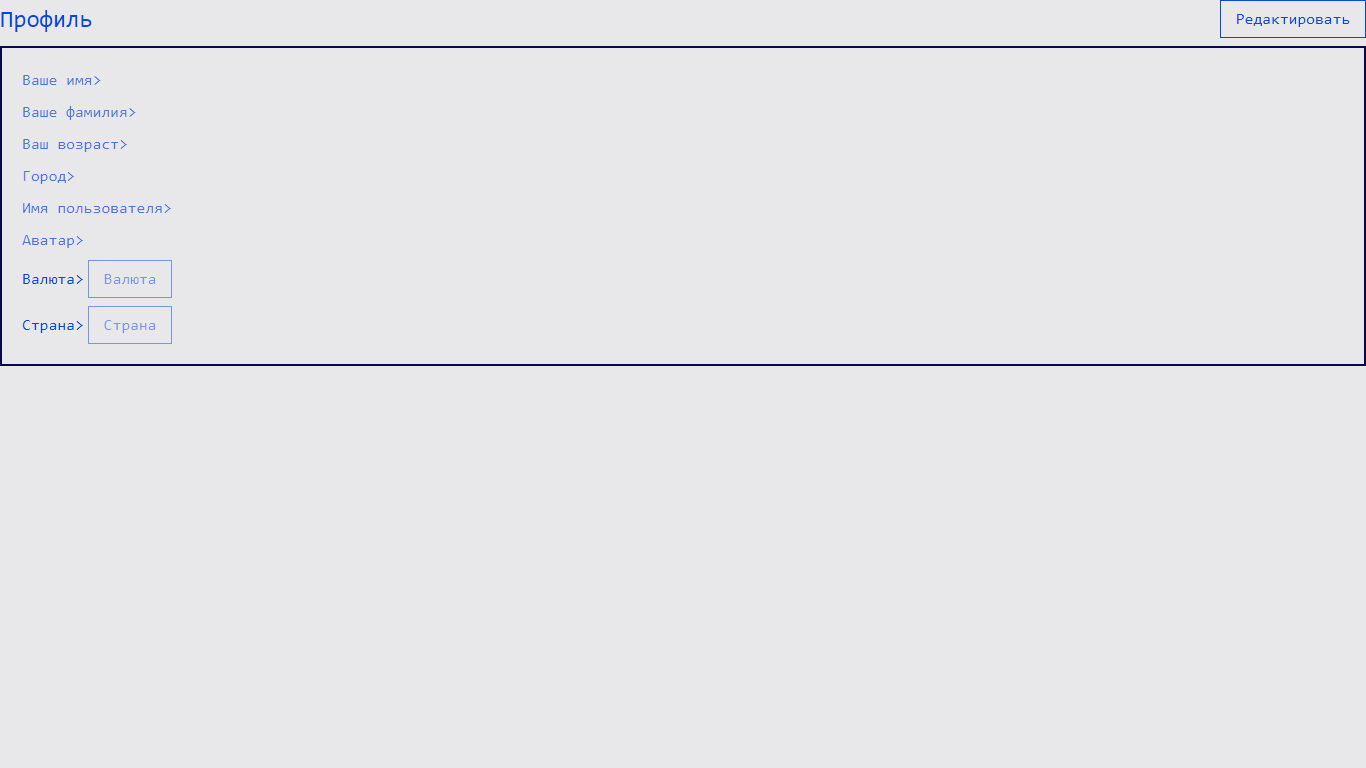 Профиль
Редактировать
Ваше имя>
Ваше фамилия>
Ваш возраст>
Город>
Имя пользователя>
Аватар>
Валюта> Валюта
Страна> Страна